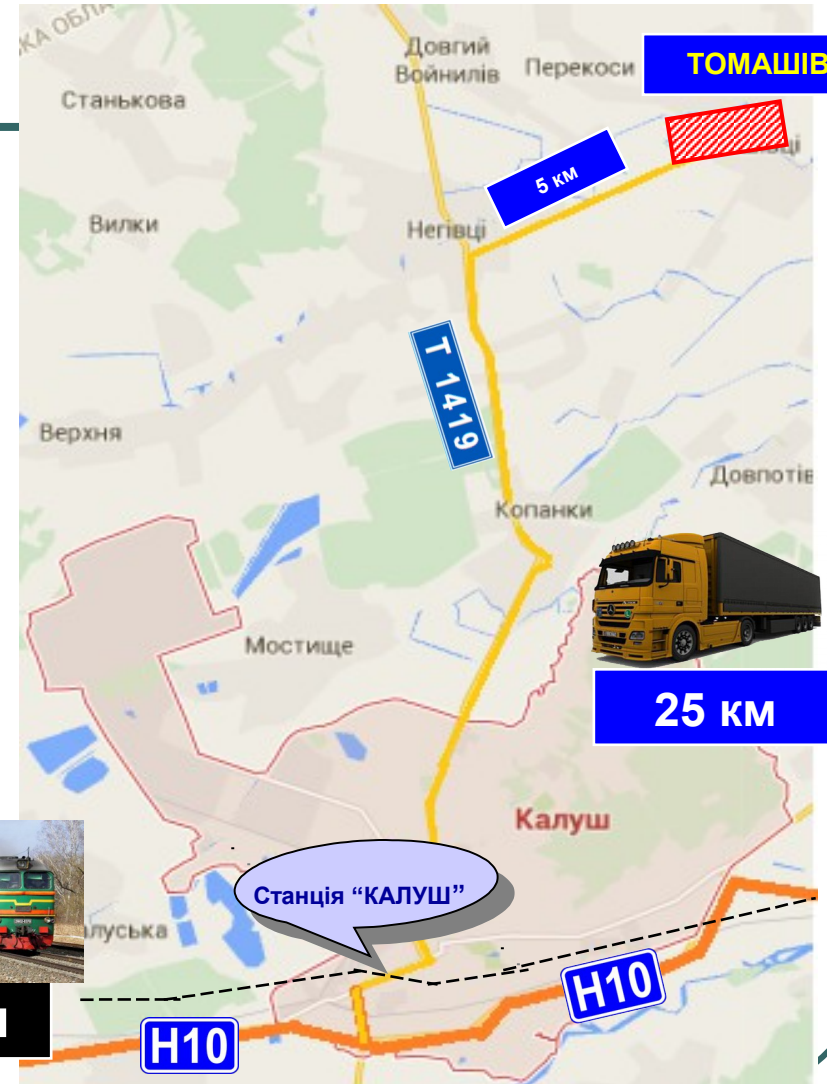 Довгий
Войнилів
Перекоси
ТОМАШІВ
Станькова
5 км
Вилки
Негівці
Т 1419
Верхня
Довпотів
Копанки
Мостище
25 км
Калуш
Станція “КАЛУШ”
луська
Н10
Н10